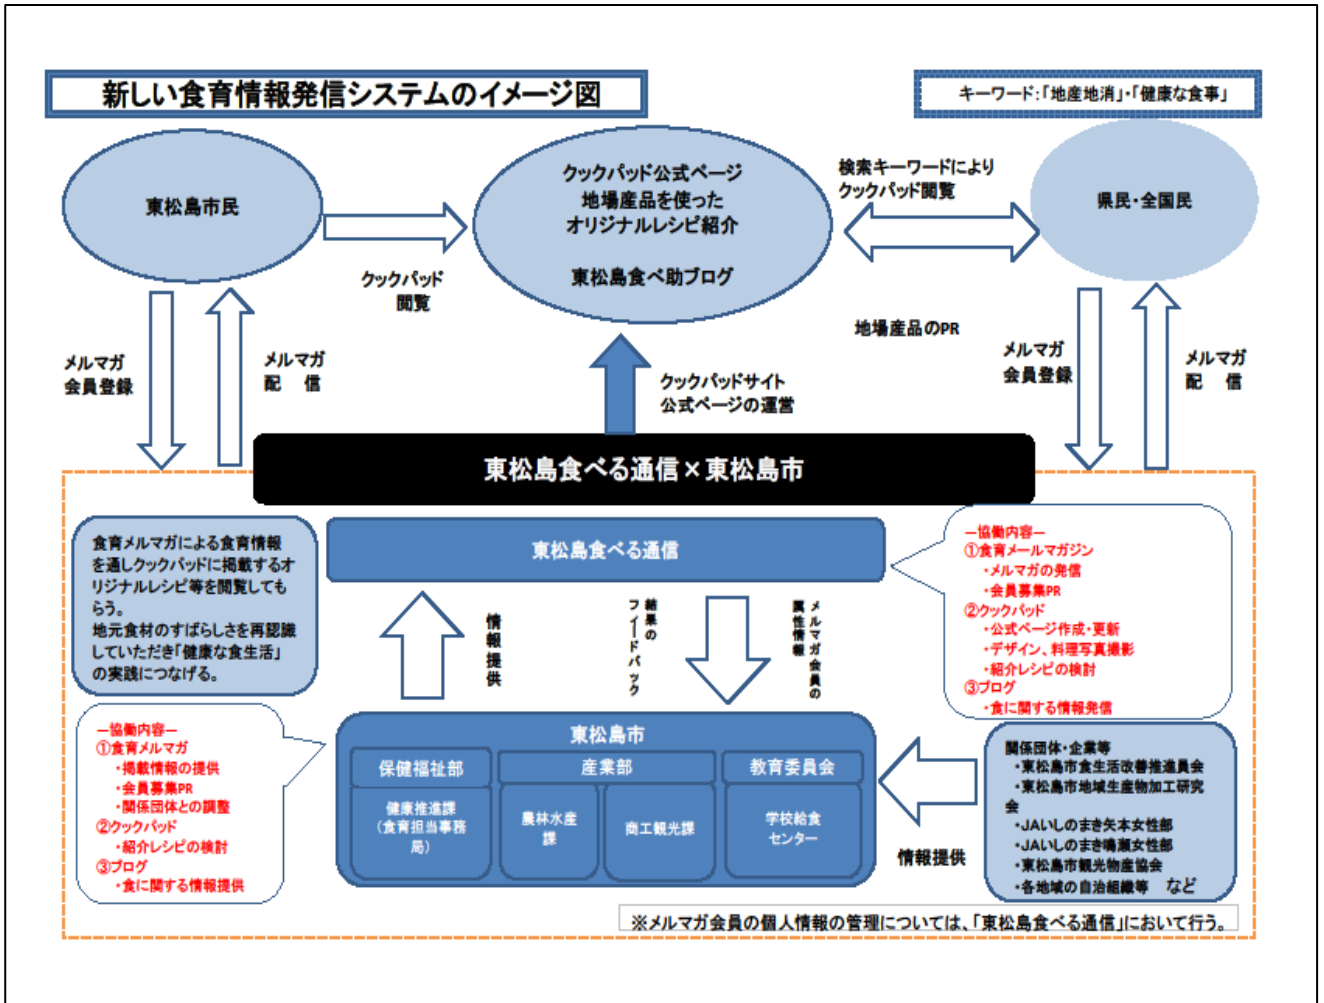 新しい食育情報発信システムのイメージ図
キーワード：「地産地消」・「健康な食事」
東松島市民
クックパッド公式ページ
地場産品を使った
オリジナルレシピ紹介
東松島食べ助ブログ
検索キーワードにより
クックパッド閲覧
県民・全国民
クックパッド
閲覧
地場産品のPR
メルマガ
会員登録
メルマガ
配　信
クックパッドサイト
公式ページの運営
メルマガ
会員登録
メルマガ
配　信
東松島食べる通信×東松島市
食育メルマガによる食育情報
を通しクックパッドに掲載するオ
リジナルレシピ等を閲覧しても
らう。
地元食材のすばらしさを再認識
していただき「健康な食生活」
の実践につなげる。
東松島食べる通信
―協働内容―
①食育メールマガジン
・メルマガの発信
・会員募集PR
②クックパッド
・公式ページ作成・更新
・デザイン、料理写真撮影
・紹介レシピの検討
③ブログ
・食に関する情報発信
情報提供
結果の
フィードバック
メルマガ会員の
属性情報
―協働内容―
①食育メルマガ
・掲載情報の提供
・会員募集PR
・関係団体との調整
②クックパッド
・紹介レシピの検討
③ブログ
・食に関する情報提供
東松島市
保健福祉部
産業部
教育委員会
健康推進課
（食育担当事務
局）
農林水産
課
商工観光課
学校給食
センター
情報提供
関係団体・企業等
・東松島市食生活改善推進員会
・東松島市地域生産物加工研究
会
・JAいしのまき矢本女性部
・JAいしのまき鳴瀬女性部
・東松島市観光物産協会
・各地域の自治組織等　など
※メルマガ会員の個人情報の管理については、「東松島食べる通信」において行う。